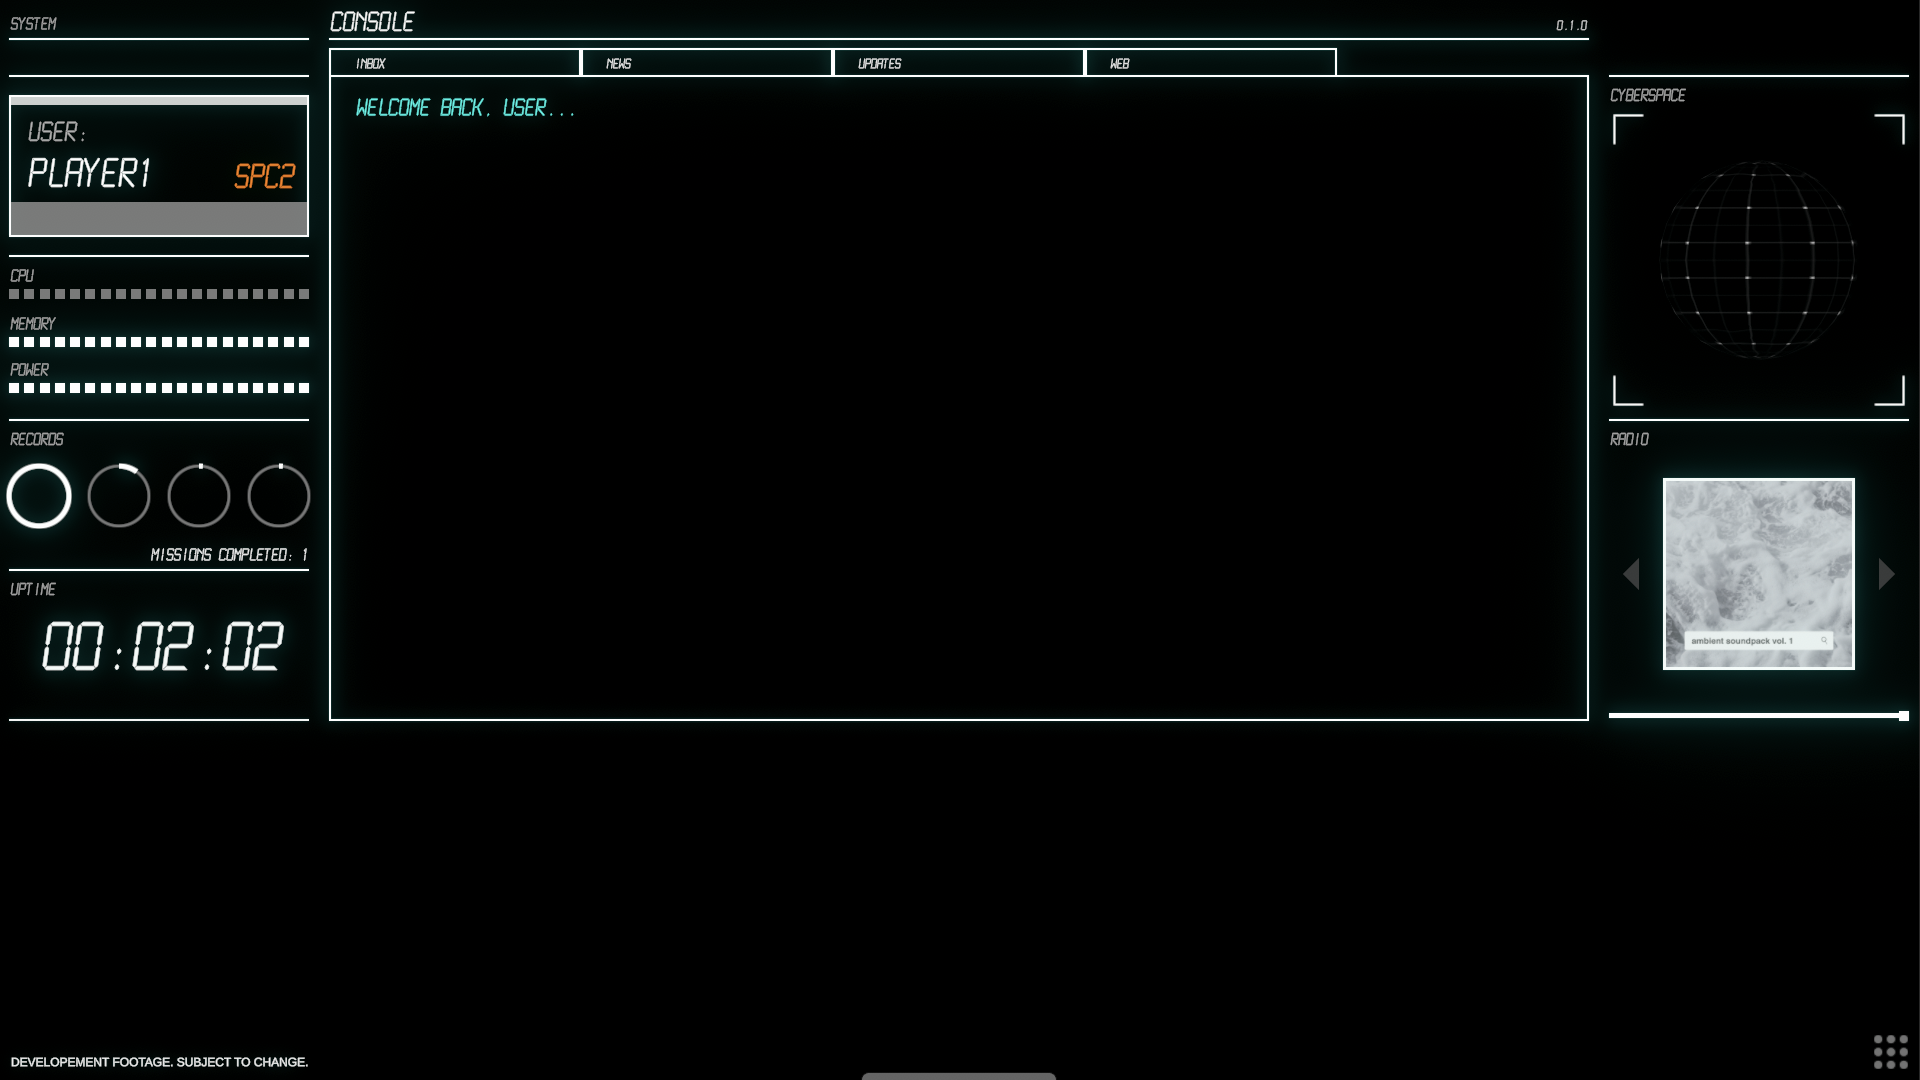 SYSTEM
CONSOLE
0.1.0
INBOX
NEWS
UPDATES
WEB
WELCOME BACK, USER...
USER:
PLAYER1
SPC2
CPU
MEMORY
POWER
RECORDS
MISSIONS COMPLETED: 1
UPTIME
00:02:02
CYBERSPACE
RADIO
ambient soundpack vol. 1
DEVELOPEMENT FOOTAGE. SUBJECT TO CHANGE.